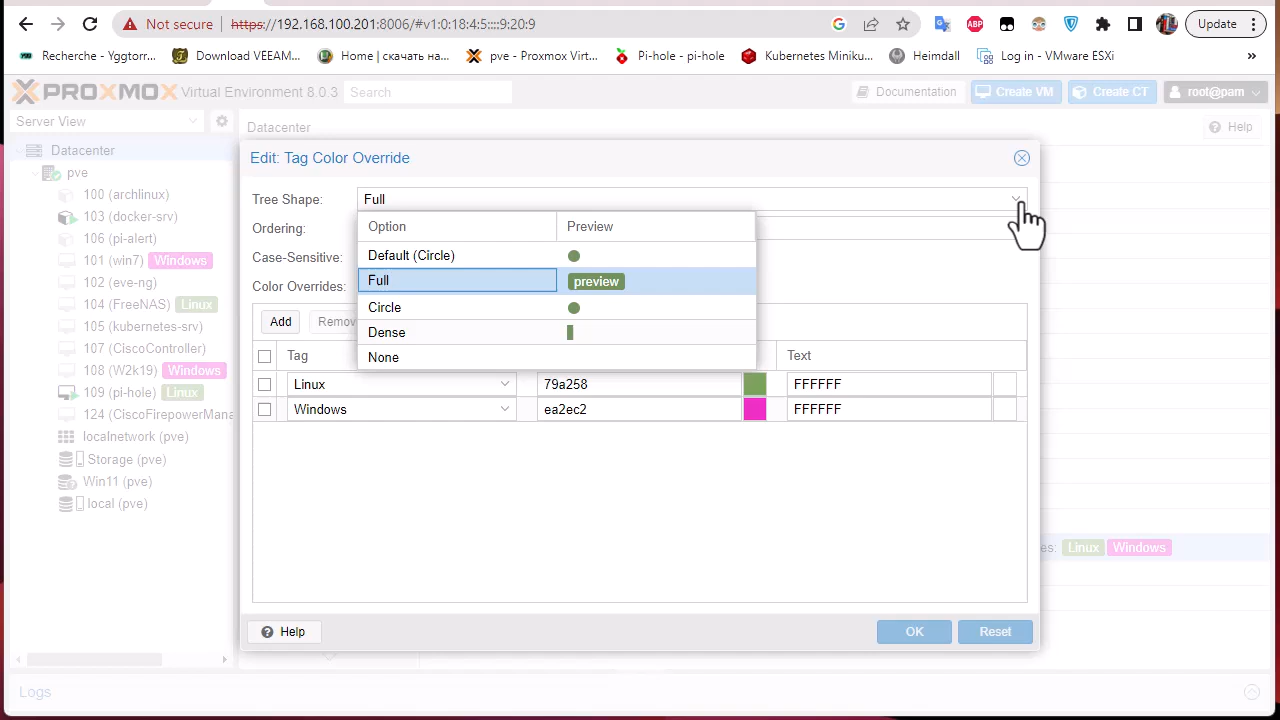 Not secure https://192.168.100.201:8006/#v1:0:18:4:5::::9:20:9 Update
Recherche - Yggtorr... Download VEEAM... Home | скачать на... pve - Proxmox Virt... Pi-hole - pi-hole Kubernetes Miniku... Heimdall Log in - VMware ESXi »
PROXMOX Virtual Environment 8.0.3 Search Documentation Create VM Create CT root@pam
Server View Datacenter Help
Datacenter
pve
100 (archlinux)
103 (docker-srv)
106 (pi-alert)
101 (win7) Windows
102 (eve-ng)
104 (FreeNAS) Linux
105 (kubernetes-srv)
107 (CiscoController)
108 (W2k19) Windows
109 (pi-hole) Linux
124 (CiscoFirepowerMana
localnetwork (pve)
Storage (pve)
Win11 (pve)
local (pve)
Edit: Tag Color Override
Tree Shape: Full
Option Preview
Ordering:
Default (Circle)
Case-Sensitive:
Full preview
Color Overrides:
Circle
Dense
None
Add Remov
Tag Text
Linux 79a258 FFFFFF
Windows ea2ec2 FFFFFF
es: Linux Windows
Help OK Reset
Logs